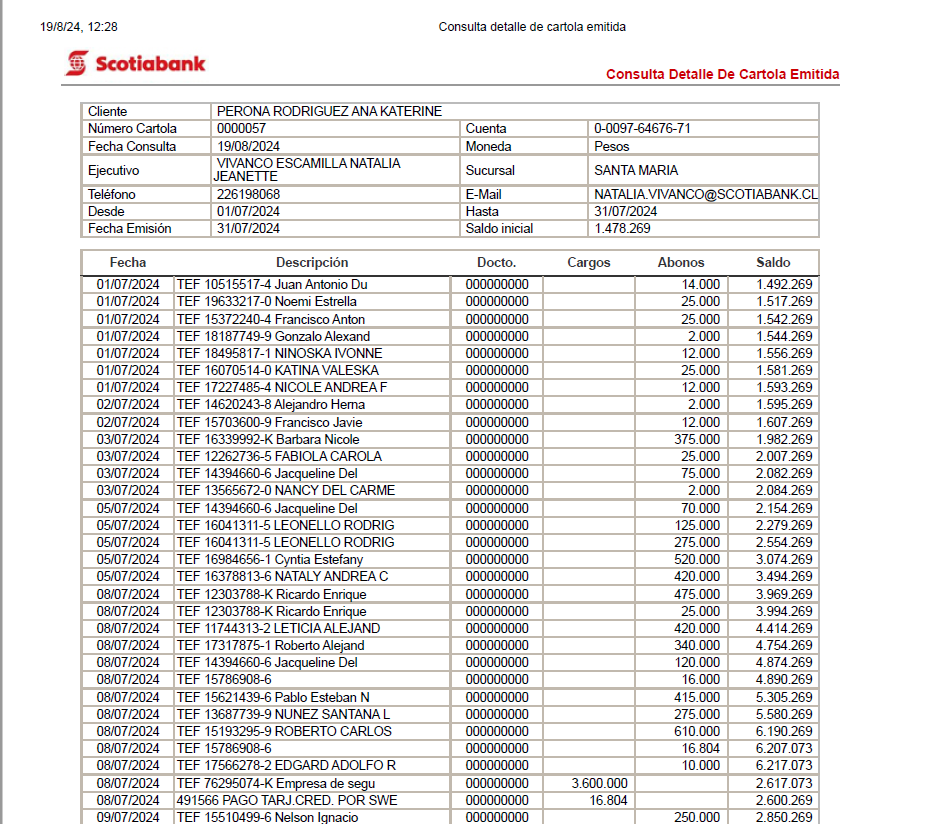 19/8/24, 12:28 Consulta detalle de cartola emitida
Scotiabank
Consulta Detalle De Cartola Emitida
Cliente PERONA RODRIGUEZ ANA KATERINE
Número Cartola 0000057 Cuenta 0-0097-64676-71
Fecha Consulta 19/08/2024 Moneda Pesos
Ejecutivo VIVANCO ESCAMILLA NATALIA JEANETTE Sucursal SANTA MARIA
Teléfono 226198068 E-Mail NATALIA.VIVANCO@SCOTIABANK.CL
Desde 01/07/2024 Hasta 31/07/2024
Fecha Emisión 31/07/2024 Saldo inicial 1.478.269
Fecha Descripción Docto. Cargos Abonos Saldo
01/07/2024 TEF 10515517-4 Juan Antonio Du 000000000 14.000 1.492.269
01/07/2024 TEF 19633217-0 Noemi Estrella 000000000 25.000 1.517.269
01/07/2024 TEF 15372240-4 Francisco Anton 000000000 25.000 1.542.269
01/07/2024 TEF 18187749-9 Gonzalo Alexand 000000000 2.000 1.544.269
01/07/2024 TEF 18495817-1 NINOSKA IVONNE 000000000 12.000 1.556.269
01/07/2024 TEF 16070514-0 KATINA VALESKA 000000000 25.000 1.581.269
01/07/2024 TEF 17227485-4 NICOLE ANDREA F 000000000 12.000 1.593.269
02/07/2024 TEF 14620243-8 Alejandro Herna 000000000 2.000 1.595.269
02/07/2024 TEF 15703600-9 Francisco Javie 000000000 12.000 1.607.269
03/07/2024 TEF 16339992-K Barbara Nicole 000000000 375.000 1.982.269
03/07/2024 TEF 12262736-5 FABIOLA CAROLA 000000000 25.000 2.007.269
03/07/2024 TEF 14394660-6 Jacqueline Del 000000000 75.000 2.082.269
03/07/2024 TEF 13565672-0 NANCY DEL CARME 000000000 2.000 2.084.269
05/07/2024 TEF 14394660-6 Jacqueline Del 000000000 70.000 2.154.269
05/07/2024 TEF 16041311-5 LEONELLO RODRIG 000000000 125.000 2.279.269
05/07/2024 TEF 16041311-5 LEONELLO RODRIG 000000000 275.000 2.554.269
05/07/2024 TEF 16984656-1 Cyntia Estefany 000000000 520.000 3.074.269
05/07/2024 TEF 16378813-6 NATALY ANDREA C 000000000 420.000 3.494.269
08/07/2024 TEF 12303788-K Ricardo Enrique 000000000 475.000 3.969.269
08/07/2024 TEF 12303788-K Ricardo Enrique 000000000 25.000 3.994.269
08/07/2024 TEF 11744313-2 LETICIA ALEJAND 000000000 420.000 4.414.269
08/07/2024 TEF 17317875-1 Roberto Alejand 000000000 340.000 4.754.269
08/07/2024 TEF 14394660-6 Jacqueline Del 000000000 120.000 4.874.269
08/07/2024 TEF 15786908-6 000000000 16.000 4.890.269
08/07/2024 TEF 15621439-6 Pablo Esteban N 000000000 415.000 5.305.269
08/07/2024 TEF 13687739-9 NUNEZ SANTANA L 000000000 275.000 5.580.269
08/07/2024 TEF 15193295-9 ROBERTO CARLOS 000000000 610.000 6.190.269
08/07/2024 TEF 15786908-6 000000000 16.804 6.207.073
08/07/2024 TEF 17566278-2 EDGARD ADOLFO R 000000000 10.000 6.217.073
08/07/2024 TEF 76295074-K Empresa de segu 000000000 3.600.000 2.617.073
08/07/2024 491566 PAGO TARJ.CRED. POR SWE 000000000 16.804 2.600.269
09/07/2024 TEF 15510499-6 Nelson Ignacio 000000000 250.000 2.850.269